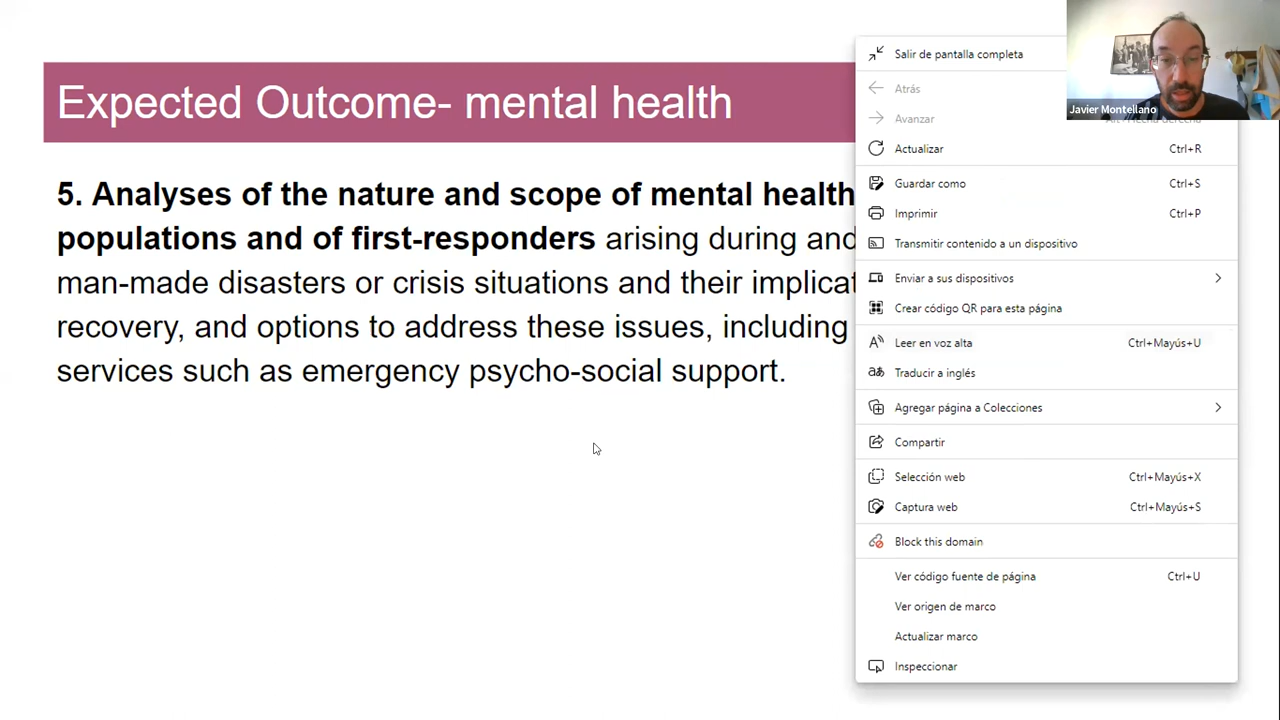 Expected Outcome- mental health
5. Analyses of the nature and scope of mental health
populations and of first-responders arising during and
man-made disasters or crisis situations and their
recovery, and options to address these issues, including
services such as emergency psycho-social support.
Salir de pantalla completa
Atrás
Avanzar
Actualizar Ctrl+R
Guardar como Ctrl+S
Imprimir Ctrl+P
Transmitir contenido a un dispositivo
Enviar a sus dispositivos
Crear código QR para esta página
Leer en voz alta Ctrl+Mayús+U
Traducir a inglés
Agregar página a Colecciones
Compartir
Selección web Ctrl+Mayús+X
Captura web Ctrl+Mayús+S
Block this domain
Ver código fuente de página Ctrl+U
Ver origen de marco
Actualizar marco
Inspeccionar
Javier Montellano